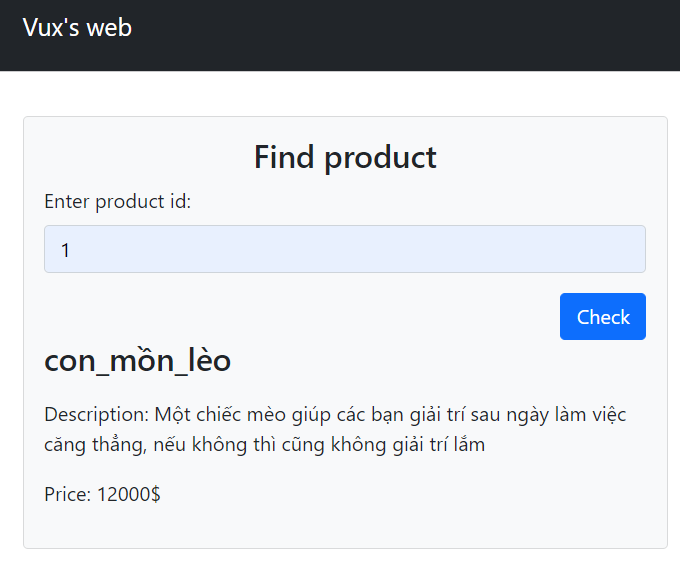 Vux's web
Find product
Enter product id:
1
Check
con_mồn_lèo
Description: Một chiếc mèo giúp các bạn giải trí sau ngày làm việc
căng thẳng, nếu không thì cũng không giải trí lắm
Price: 12000$